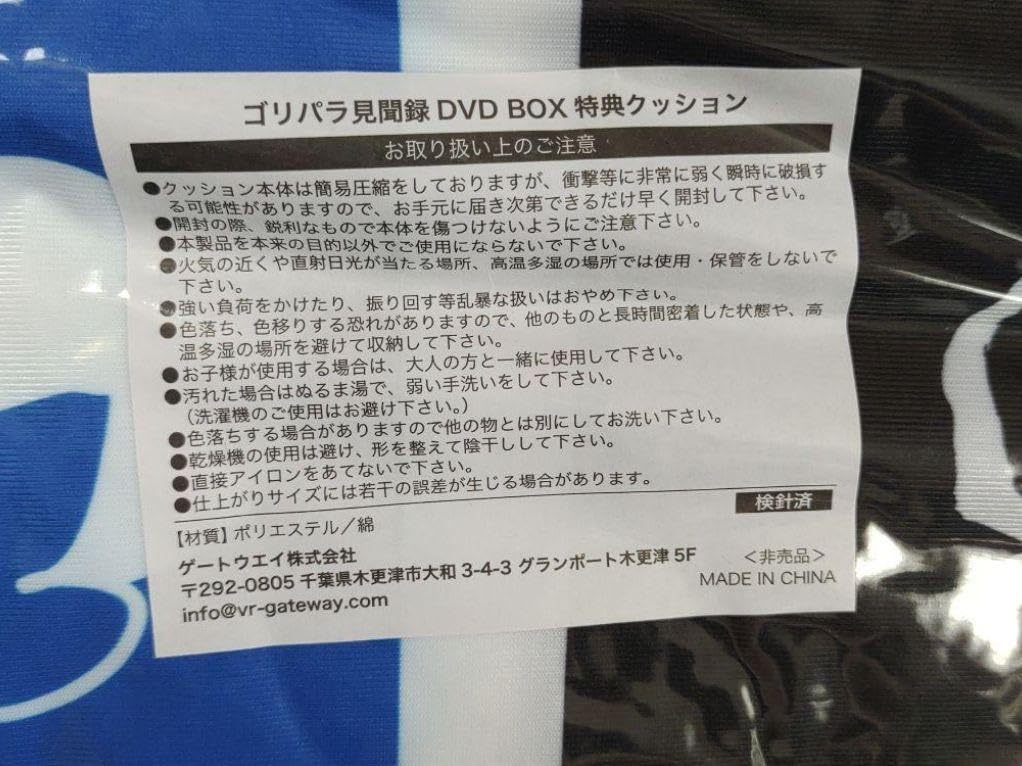 ゴリパラ見聞録 DVD BOX 特典クッション
お取り扱い上のご注意
●クッション本体は簡易圧縮をしておりますが、衝撃等に非常に弱く瞬時に破損す
る可能性がありますので、お手元に届き次第できるだけ早く開封して下さい。
●開封の際、鋭利なもので本体を傷つけないようにご注意下さい。
●本製品を本来の目的以外でご使用にならないで下さい。
●火気の近くや直射日光が当たる場所、高温多湿の場所では使用・保管をしないで
下さい。
●強い負荷をかけたり、振り回す等乱暴な扱いはおやめ下さい。
●色落ち、色移りする恐れがありますので、他のものと長時間密着した状態や、高
温多湿の場所を避けて収納して下さい。
●お子様が使用する場合は、大人の方と一緒に使用して下さい。
●汚れた場合はぬるま湯で、弱い手洗いをして下さい。
（洗濯機のご使用はお避け下さい。）
●色落ちする場合がありますので他の物とは別にしてお洗い下さい。
●乾燥機の使用は避け、形を整えて陰干しして下さい。
●直接アイロンをあてないで下さい。
●仕上がりサイズには若干の誤差が生じる場合があります。
検針済
【材質】ポリエステル／綿
ゲートウエイ株式会社
〒292-0805 千葉県木更津市大和 3-4-3 グランポート木更津 5F
info@vr-gateway.com
＜非売品＞
MADE IN CHINA